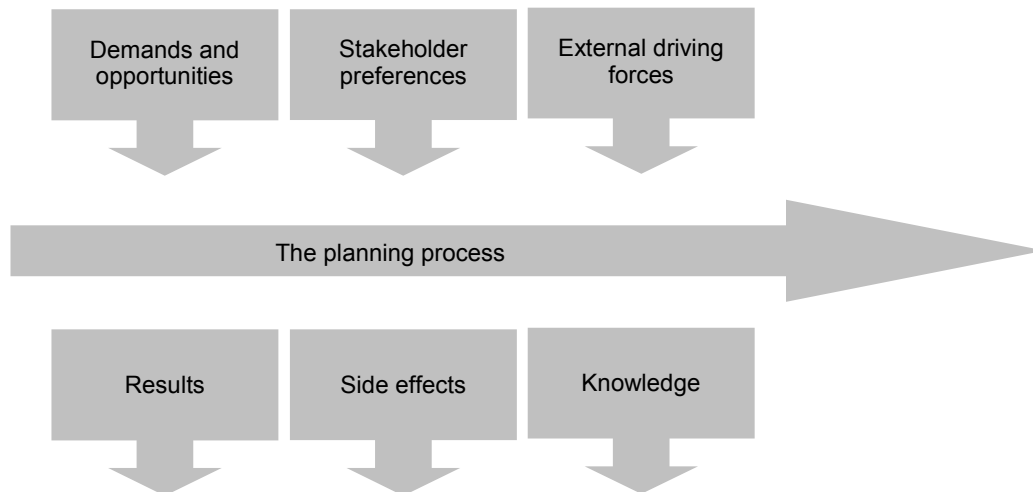 Demands and
opportunities
Stakeholder
preferences
External driving
forces
The planning process
Results
Side effects
Knowledge